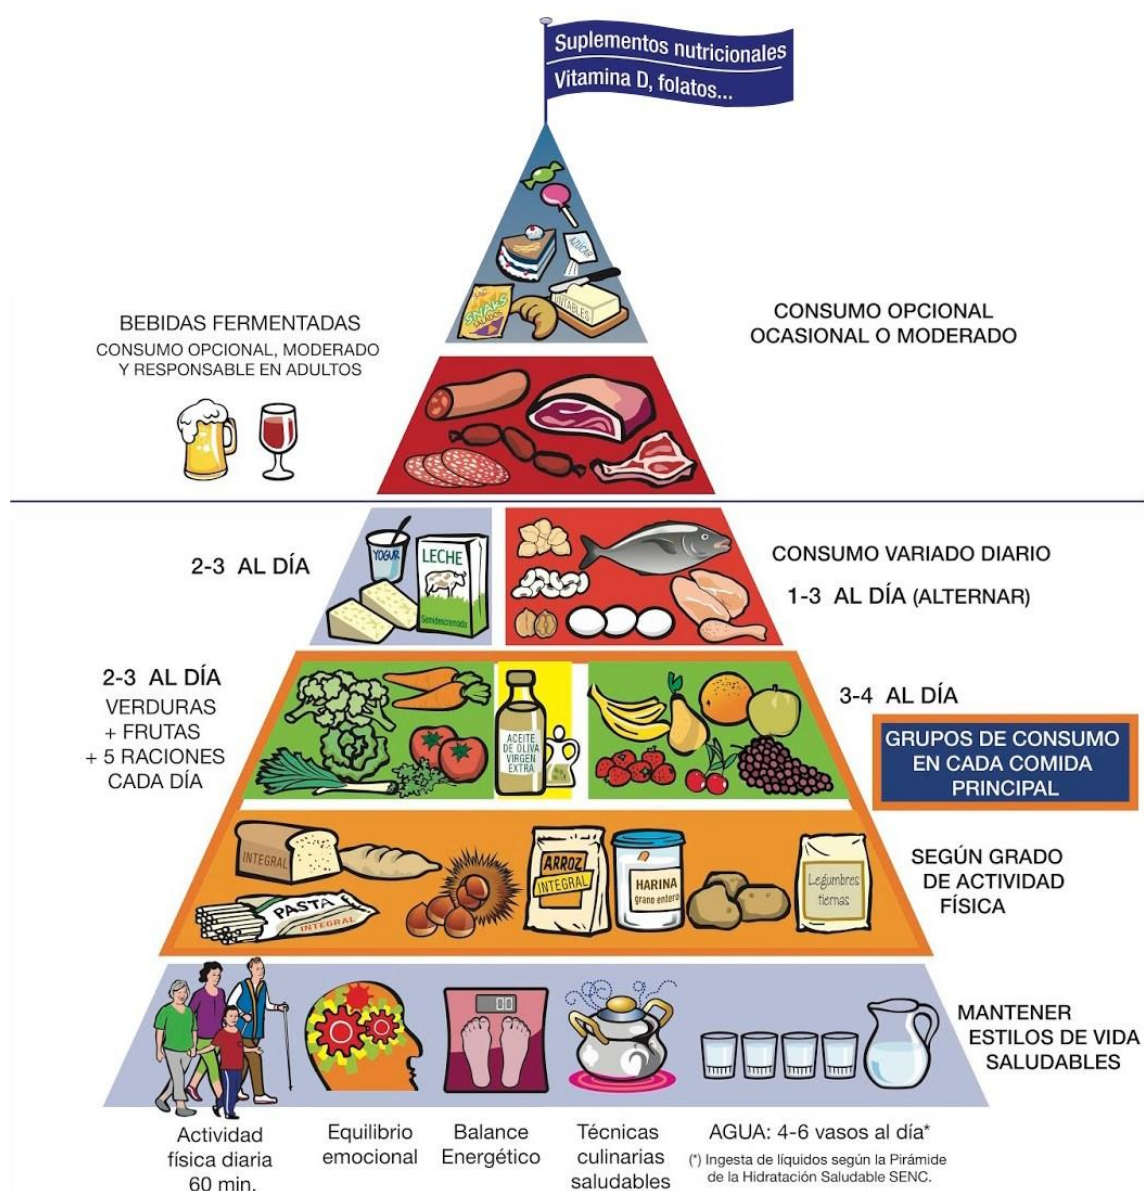 Suplementos nutricionales
Vitamina D, folatos...
AZÚCAR
SNAKS
SALADOS
UNTABLES
BEBIDAS FERMENTADAS
CONSUMO OPCIONAL, MODERADO
Y RESPONSABLE EN ADULTOS
CONSUMO OPCIONAL
OCASIONAL O MODERADO
2-3 AL DÍA
YOGUR
LECHE
Semidescremada
CONSUMO VARIADO DIARIO
1-3 AL DÍA (ALTERNAR)
2-3 AL DÍA
VERDURAS
+ FRUTAS
+ 5 RACIONES
CADA DÍA
ACEITE
DE OLIVA
VIRGEN
EXTRA
3-4 AL DÍA
GRUPOS DE CONSUMO
EN CADA COMIDA
PRINCIPAL
INTEGRAL
PASTA
INTEGRAL
ARROZ
INTEGRAL
HARINA
grano entero
Legumbres
tiernas
SEGÚN GRADO
DE ACTIVIDAD
FÍSICA
00
MANTENER
ESTILOS DE VIDA
SALUDABLES
Actividad
física diaria
60 min.
Equilibrio
emocional
Balance
Energético
Técnicas
culinarias
saludables
AGUA: 4-6 vasos al día*
(*) Ingesta de líquidos según la Pirámide
de la Hidratación Saludable SENC.